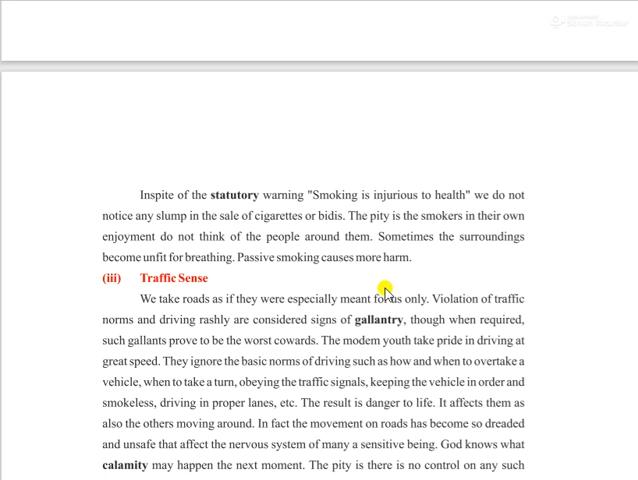 Inspite of the statutory warning "Smoking is injurious to health" we do not
notice any slump in the sale of cigarettes or bidis. The pity is the smokers in their own
enjoyment do not think of the people around them. Sometimes the surroundings
become unfit for breathing. Passive smoking causes more harm.
(iii) Traffic Sense
We take roads as if they were especially meant for us only. Violation of traffic
norms and driving rashly are considered signs of gallantry, though when required,
such gallants prove to be the worst cowards. The modem youth take pride in driving at
great speed. They ignore the basic norms of driving such as how and when to overtake a
vehicle, when to take a turn, obeying the traffic signals, keeping the vehicle in order and
smokeless, driving in proper lanes, etc. The result is danger to life. It affects them as
also the others moving around. In fact the movement on roads has become so dreaded
and unsafe that affect the nervous system of many a sensitive being. God knows what
calamity may happen the next moment. The pity is there is no control on any such